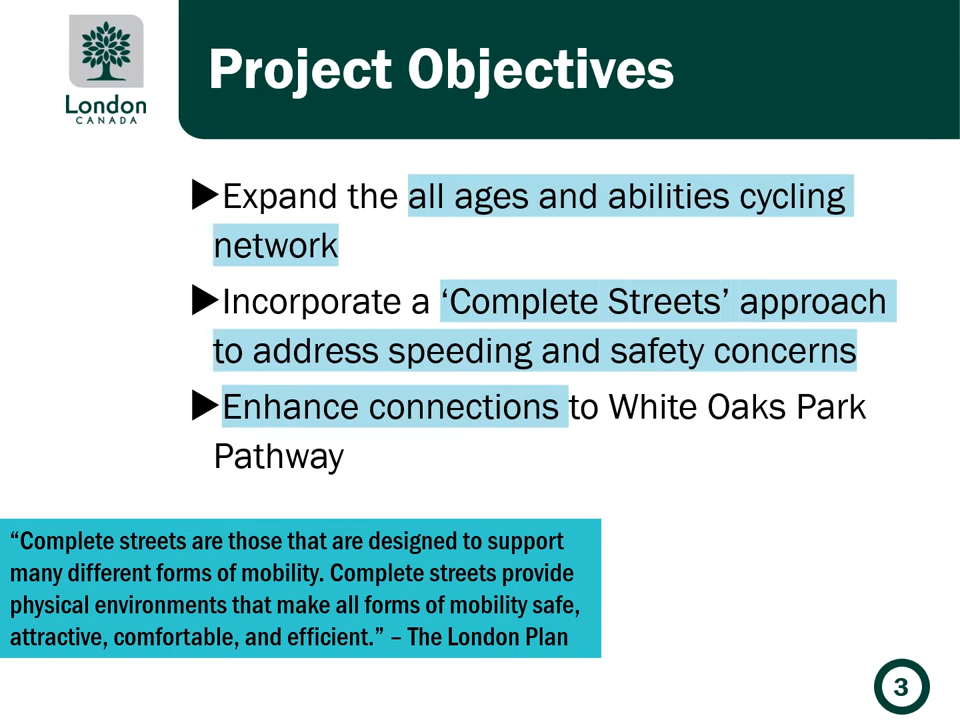 London
CANADA
Project Objectives
▶Expand the all ages and abilities cycling
network
▶Incorporate a ‘Complete Streets’ approach
to address speeding and safety concerns
▶Enhance connections to White Oaks Park
Pathway
“Complete streets are those that are designed to support
many different forms of mobility. Complete streets provide
physical environments that make all forms of mobility safe,
attractive, comfortable, and efficient.” – The London Plan
3